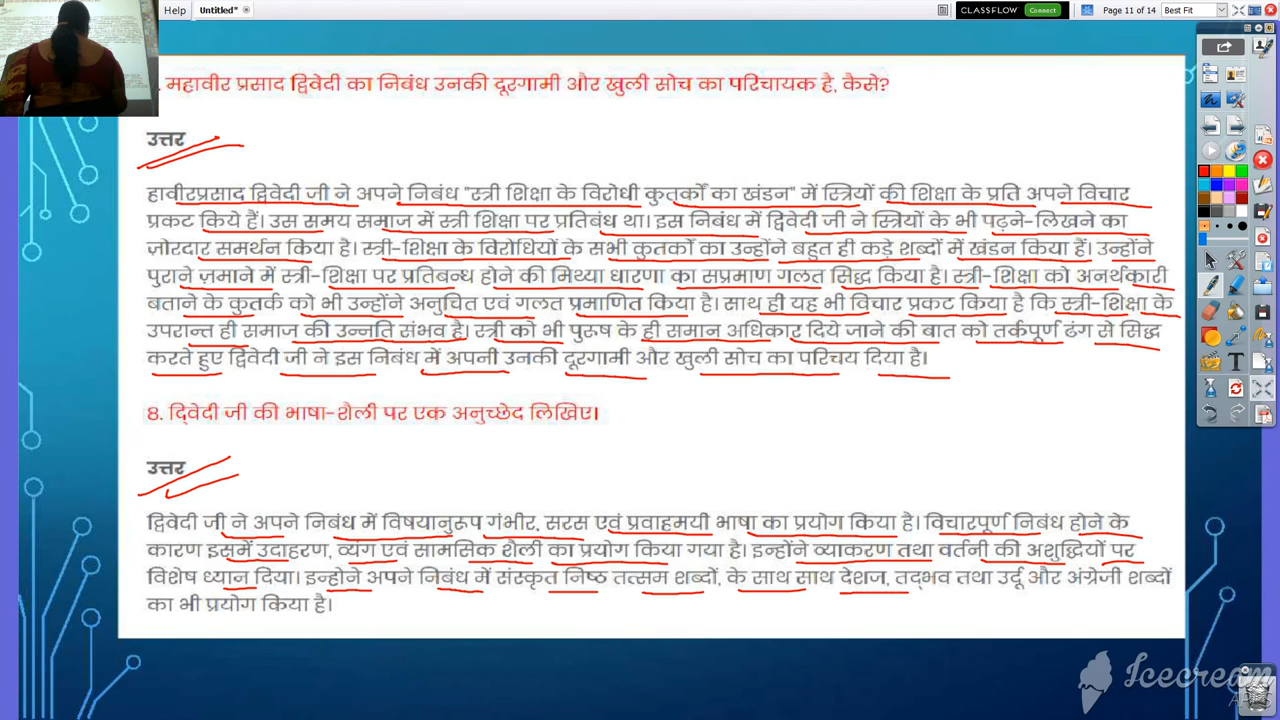 Untitled*
CLASSFLOW Connect
Page 11 of 14
Best Fit
. महावीर प्रसाद द्विवेदी का निबंध उनकी दूरगामी और खुली सोच का परिचायक है, कैसे?
उत्तर
हावीरप्रसाद द्विवेदी जी ने अपने निबंध "स्त्री शिक्षा के विरोधी कुतर्कों का खंडन" में स्त्रियों की शिक्षा के प्रति अपने विचार
प्रकट किये हैं। उस समय समाज में स्त्री शिक्षा पर प्रतिबंध था। इस निबंध में द्विवेदी जी ने स्त्रियों के भी पढ़ने-लिखने का
ज़ोरदार समर्थन किया है। स्त्री-शिक्षा के विरोधियों के सभी कुतर्कों का उन्होंने बहुत ही कड़े शब्दों में खंडन किया हैं। उन्होंने
पुराने ज़माने में स्त्री-शिक्षा पर प्रतिबन्ध होने की मिथ्या धारणा का सप्रमाण गलत सिद्ध किया है। स्त्री-शिक्षा को अनर्थकारी
बताने के कुतर्क को भी उन्होंने अनुचित एवं गलत प्रमाणित किया है। साथ ही यह भी विचार प्रकट किया है कि स्त्री-शिक्षा के
उपरान्त ही समाज की उन्नति संभव है। स्त्री को भी पुरूष के ही समान अधिकार दिये जाने की बात को तर्कपूर्ण ढंग से सिद्ध
करते हुए द्विवेदी जी ने इस निबंध में अपनी उनकी दूरगामी और खुली सोच का परिचय दिया है।
8. दि्वेदी जी की भाषा-शैली पर एक अनुच्छेद लिखिए।
उत्तर
द्विवेदी जी ने अपने निबंध में विषयानुरूप गंभीर, सरस एवं प्रवाहमयी भाषा का प्रयोग किया है। विचारपूर्ण निबंध होने के
कारण इसमें उदाहरण, व्यंग एवं सामसिक शैली का प्रयोग किया गया है। इन्होंने व्याकरण तथा वर्तनी की अशुद्धियों पर
विशेष ध्यान दिया। इन्होने अपने निबंध में संस्कृत निष्ठ तत्सम शब्दों, के साथ साथ देशज, तद्भव तथा उर्दू और अंग्रेजी शब्दों
का भी प्रयोग किया है।
Icecream
APPS